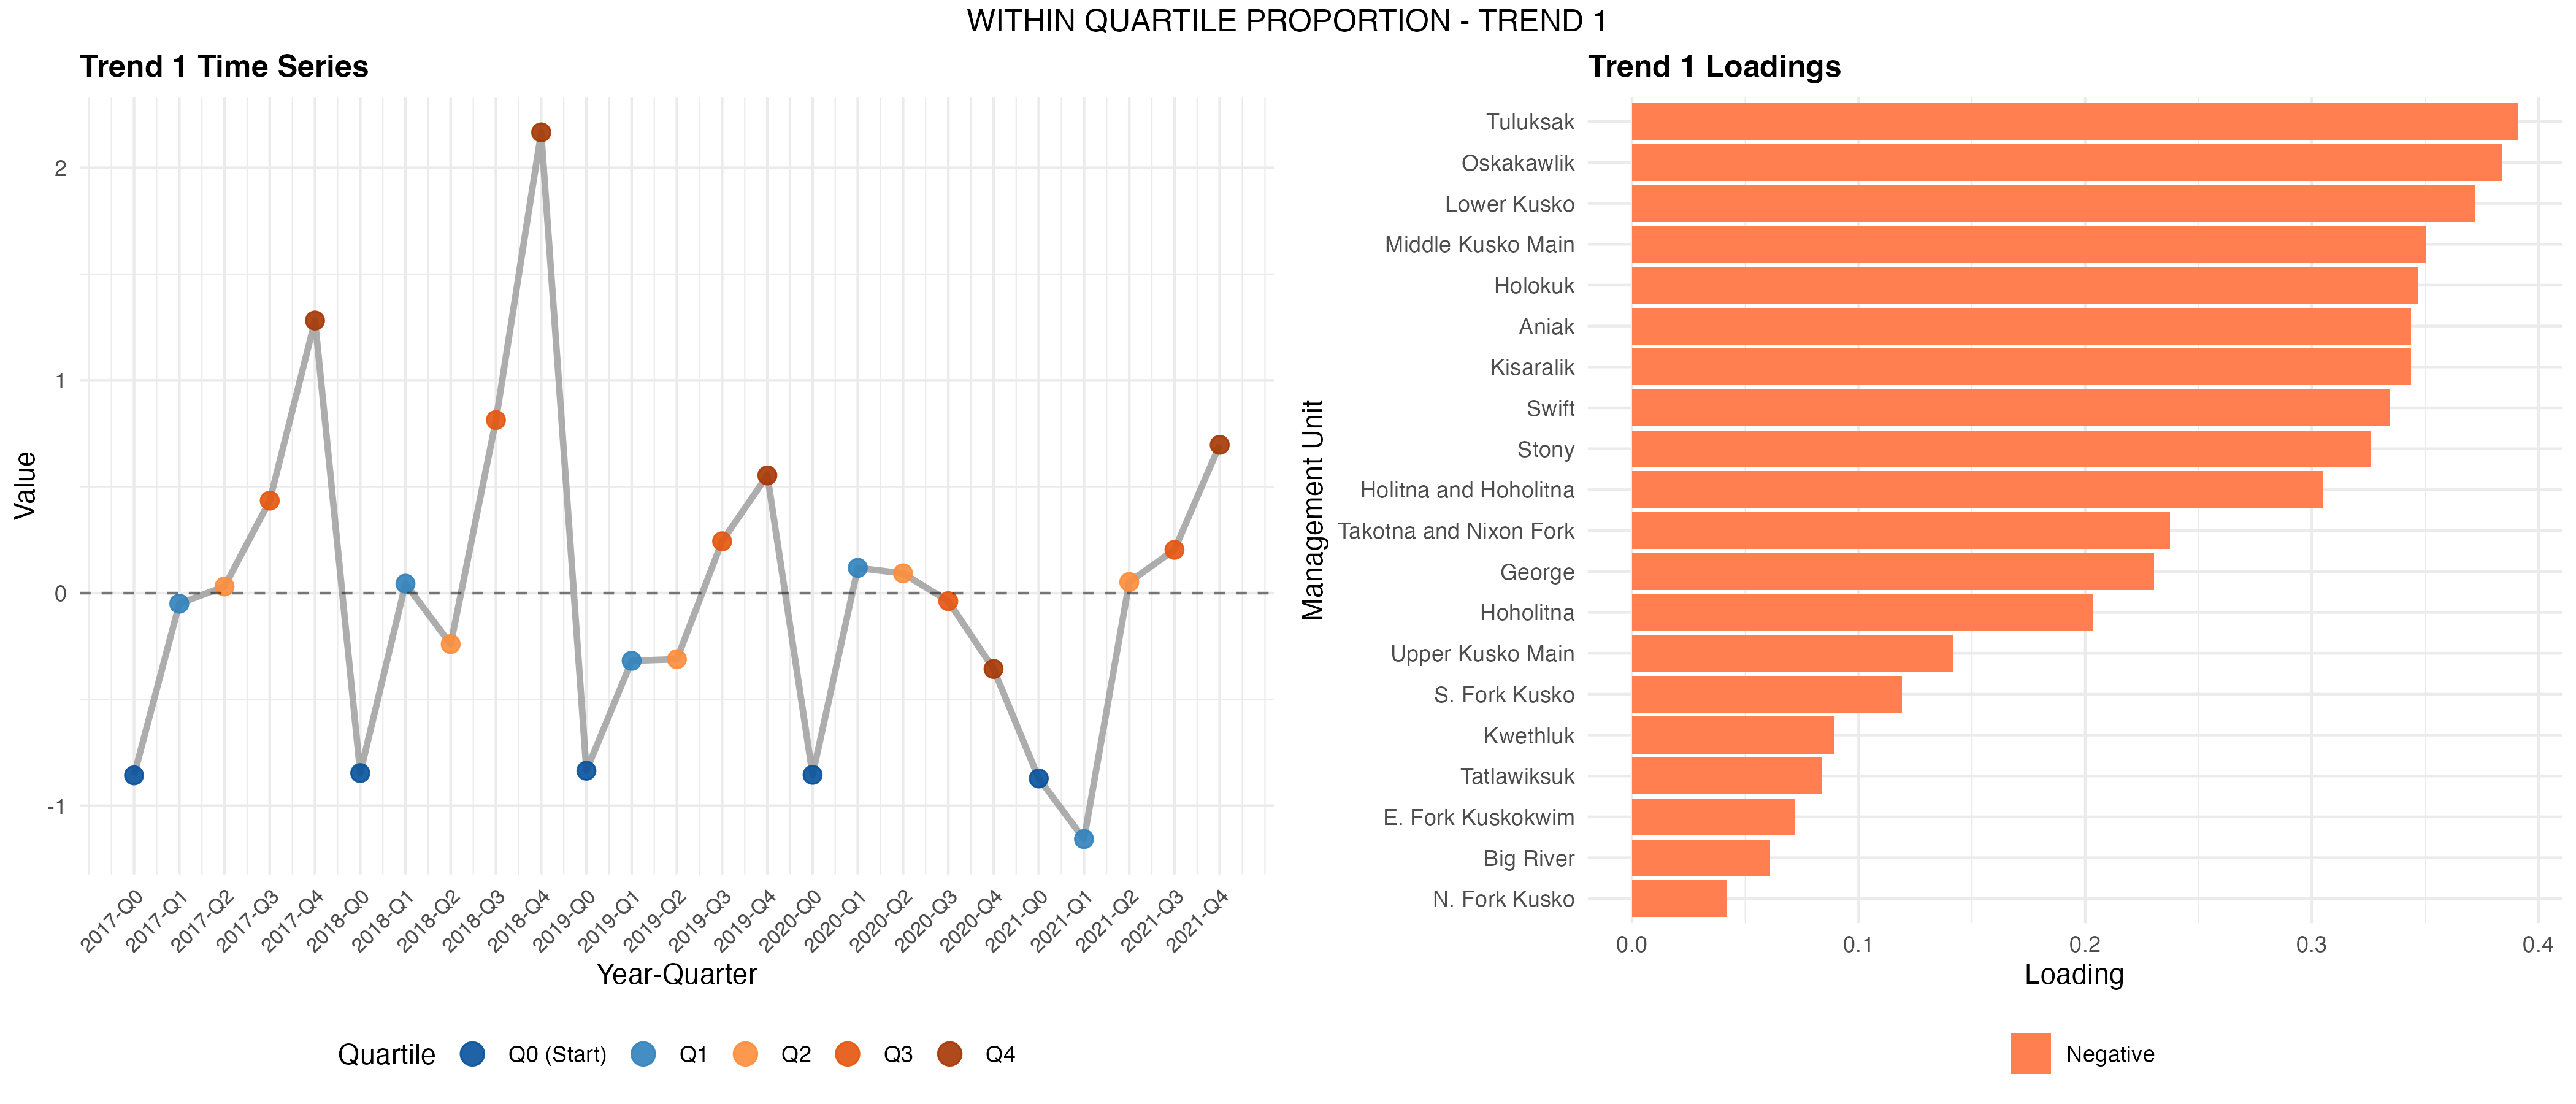 WITHIN QUARTILE PROPORTION - TREND 1
Trend 1 Time Series
Value
2
1
0
-1
2017-Q0
2017-Q1
2017-Q2
2017-Q3
2017-Q4
2018-Q0
2018-Q1
2018-Q2
2018-Q3
2018-Q4
2019-Q0
2019-Q1
2019-Q2
2019-Q3
2019-Q4
2020-Q0
2020-Q1
2020-Q2
2020-Q3
2020-Q4
2021-Q0
2021-Q1
2021-Q2
2021-Q3
2021-Q4
Year-Quarter
Quartile Q0 (Start) Q1 Q2 Q3 Q4
Trend 1 Loadings
Management Unit
Tuluksak
Oskakawlik
Lower Kusko
Middle Kusko Main
Holokuk
Aniak
Kisaralik
Swift
Stony
Holitna and Hoholitna
Takotna and Nixon Fork
George
Hoholitna
Upper Kusko Main
S. Fork Kusko
Kwethluk
Tatlawiksuk
E. Fork Kuskokwim
Big River
N. Fork Kusko
0.0 0.1 0.2 0.3 0.4
Loading
Negative